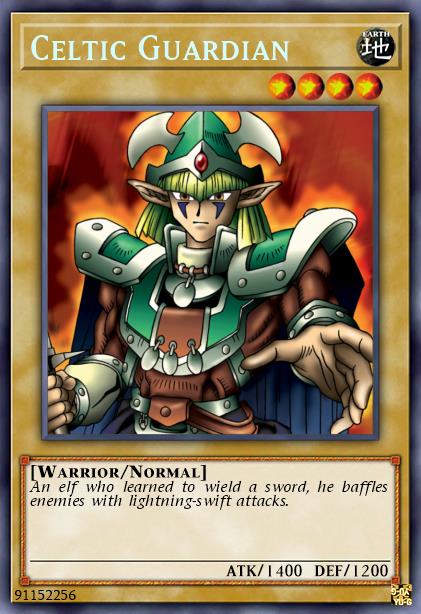 Celtic Guardian
EARTH
地
[Warrior/Normal]
An elf who learned to wield a sword, he baffles
enemies with lightning-swift attacks.
ATK/1400 DEF/1200
91152256